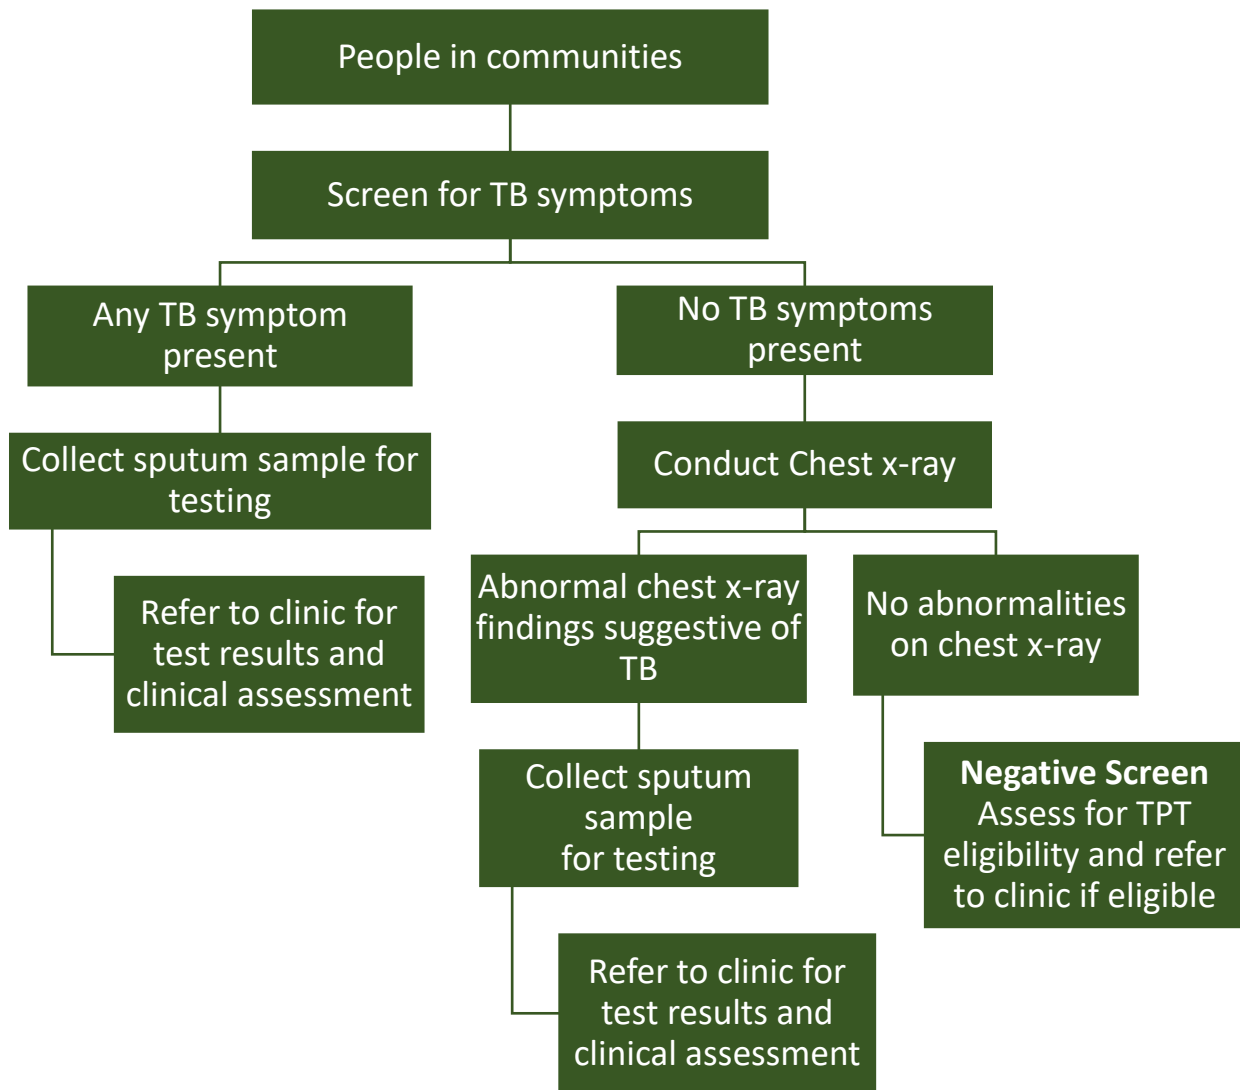 People in communities
Screen for TB symptoms
Any TB symptom
present
No TB symptoms
present
Collect sputum sample for
testing
Conduct Chest x-ray
Refer to clinic for
test results and
clinical assessment
Abnormal chest x-ray
findings suggestive of
TB
No abnormalities
on chest x-ray
Collect sputum
sample
for testing
Negative Screen
Assess for TPT
eligibility and refer
to clinic if eligible
Refer to clinic for
test results and
clinical assessment